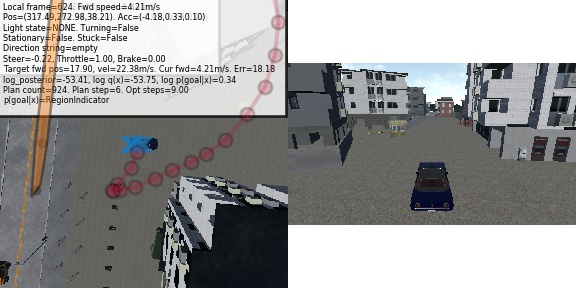 Local frame=624. Fwd speed=4.21m/s
Pos=(317.49,272.98,38.21). Acc=(-4.18,0.33,0.10)
Light state=NONE. Turning=False
Stationary=False. Stuck=False
Direction string=empty
Steer=-0.22, Throttle=1.00, Brake=0.00
Target fwd pos=17.90, vel=22.38m/s. Cur fwd=4.21m/s. Err=18.18
log_posterior=-53.41, log q(x)=-53.75, log p(goal|x)=0.34
Plan count=924. Plan step=6. Opt steps=9.00
p(goal|x)=RegionIndicator